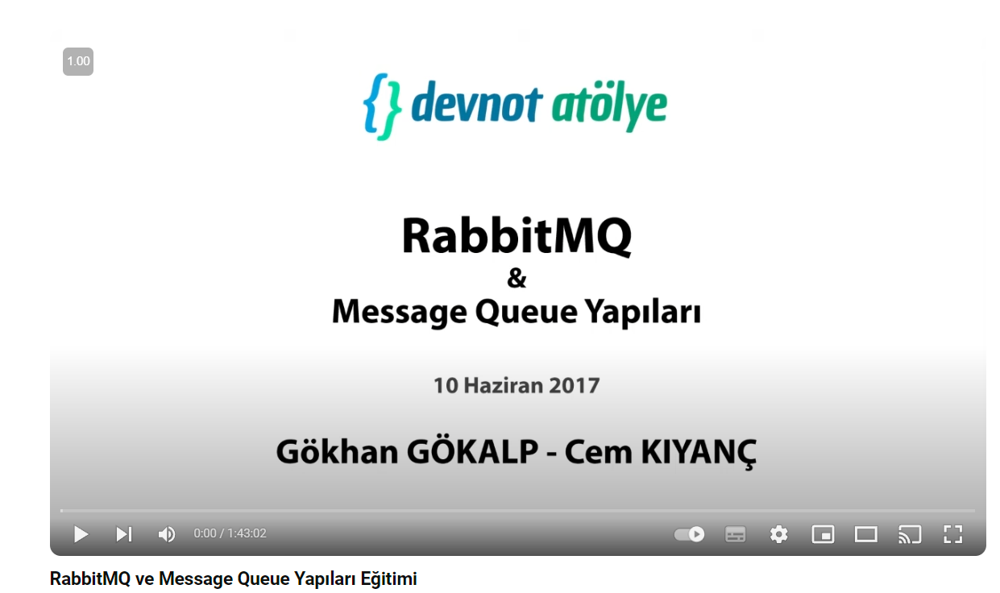 1.00
{} devnot atölye
RabbitMQ
&
Message Queue Yapıları
10 Haziran 2017
Gökhan GÖKALP - Cem KIYANÇ
0:00 / 1:43:02
RabbitMQ ve Message Queue Yapıları Eğitimi